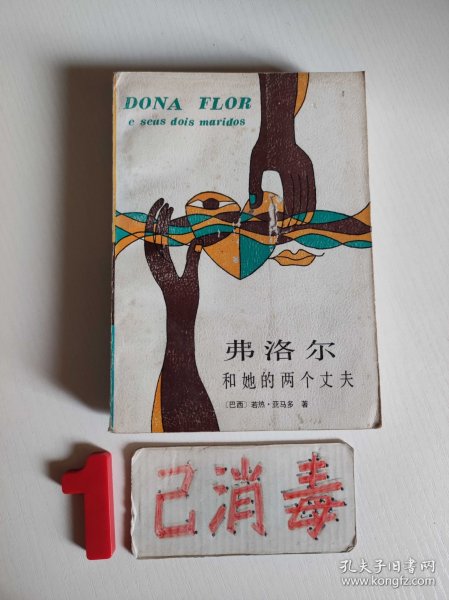 DONA FLOR
e seus dois maridos
弗洛尔
和她的两个丈夫
〔巴西〕若热·亚马多 著
1
己消毒
孔夫子旧书网
www.kongfz.com